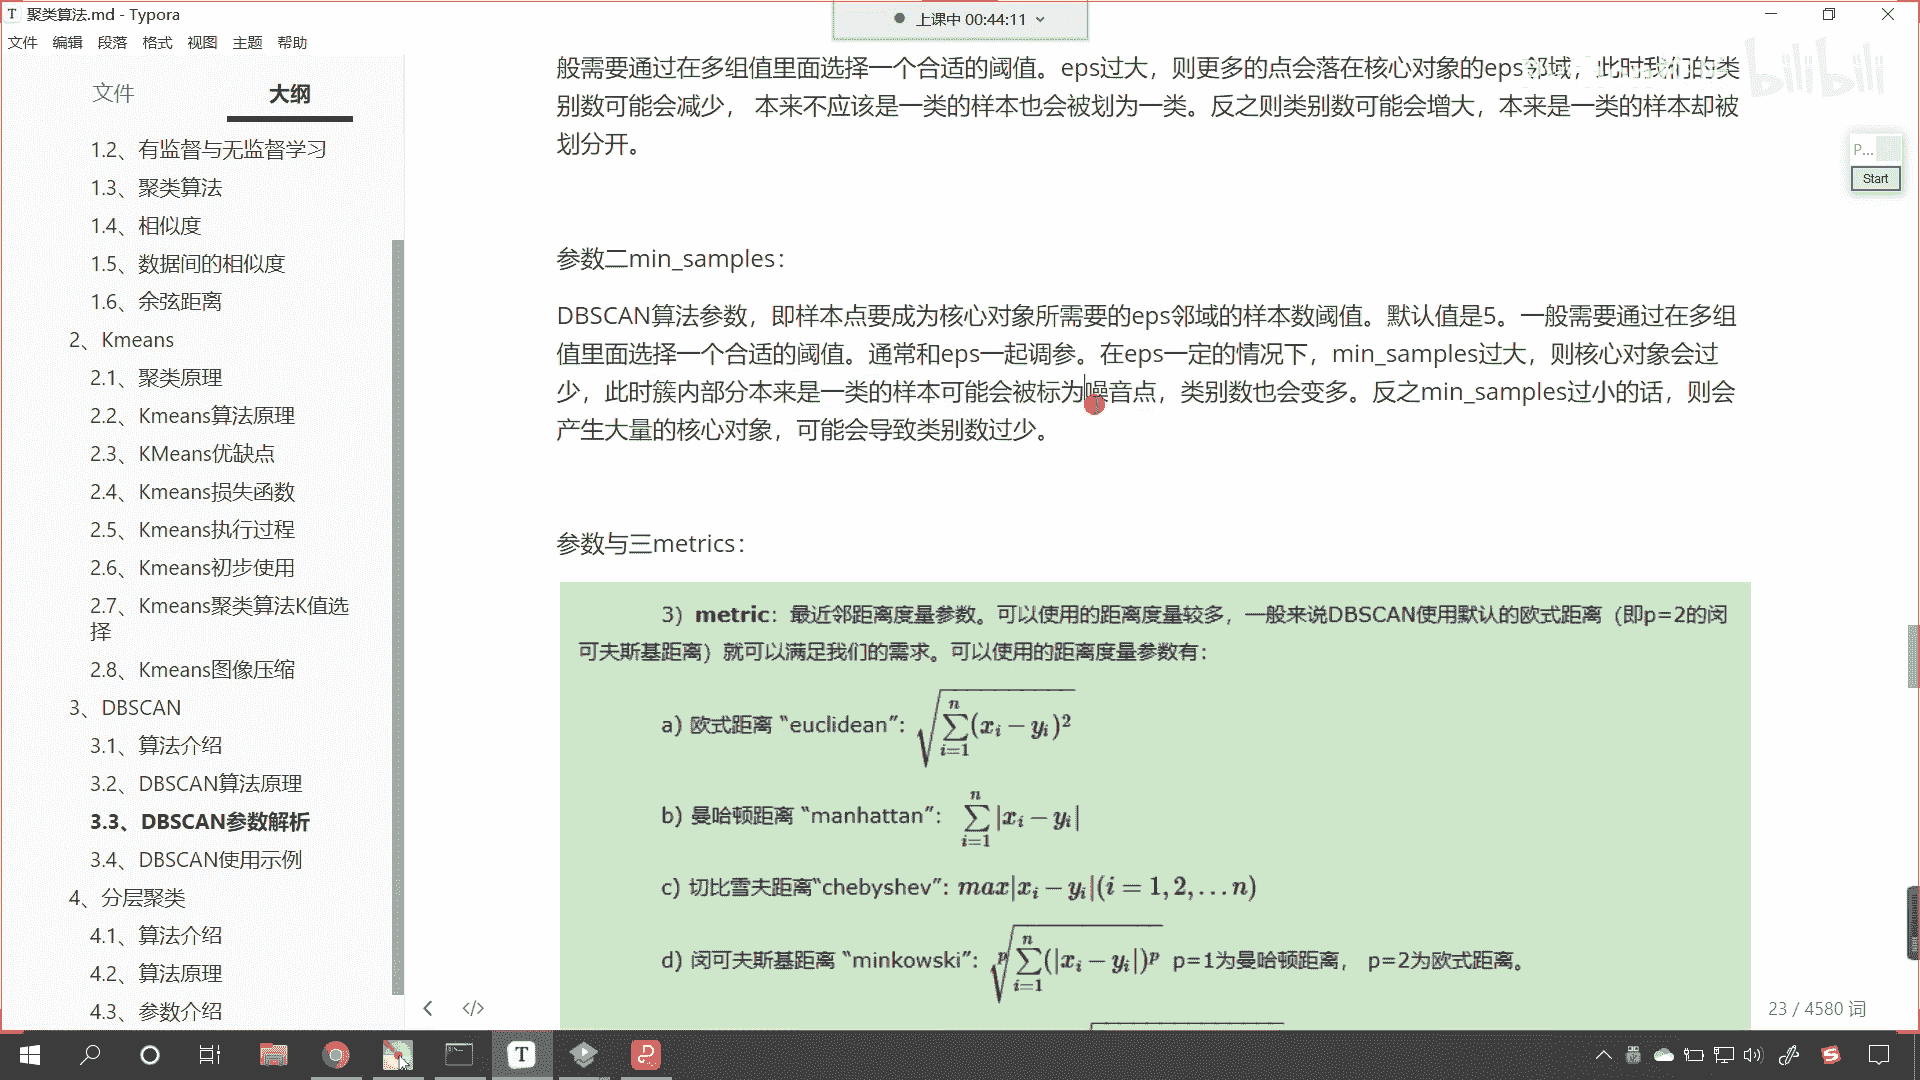 聚类算法.md - Typora
上课中 00:44:11
文件 编辑 段落 格式 视图 主题 帮助
文件 大纲
1.2、有监督与无监督学习
1.3、聚类算法
1.4、相似度
1.5、数据间的相似度
1.6、余弦距离
2、Kmeans
2.1、聚类原理
2.2、Kmeans算法原理
2.3、KMeans优缺点
2.4、Kmeans损失函数
2.5、Kmeans执行过程
2.6、Kmeans初步使用
2.7、Kmeans聚类算法K值选
择
2.8、Kmeans图像压缩
3、DBSCAN
3.1、算法介绍
3.2、DBSCAN算法原理
3.3、DBSCAN参数解析
3.4、DBSCAN使用示例
4、分层聚类
4.1、算法介绍
4.2、算法原理
4.3、参数介绍
般需要通过在多组值里面选择一个合适的阈值。eps过大，则更多的点会落在核心对象的eps邻域，此时我们的类
别数可能会减少， 本来不应该是一类的样本也会被划为一类。反之则类别数可能会增大，本来是一类的样本却被
划分开。
参数二min_samples：
DBSCAN算法参数，即样本点要成为核心对象所需要的eps邻域的样本数阈值。默认值是5。一般需要通过在多组
值里面选择一个合适的阈值。通常和eps一起调参。在eps一定的情况下，min_samples过大，则核心对象会过
少，此时簇内部分本来是一类的样本可能会被标为噪音点，类别数也会变多。反之min_samples过小的话，则会
产生大量的核心对象，可能会导致类别数过少。
参数与三metrics：
3）metric：最近邻距离度量参数。可以使用的距离度量较多，一般来说DBSCAN使用默认的欧式距离（即p=2的闵
可夫斯基距离）就可以满足我们的需求。可以使用的距离度量参数有：
a) 欧式距离 “euclidean”: √∑_{i=1}^{n}(x_i − y_i)²
b) 曼哈顿距离 “manhattan”: ∑_{i=1}^{n}|x_i − y_i|
c) 切比雪夫距离“chebyshev”: max|x_i − y_i|(i = 1, 2, . . . n)
d) 闵可夫斯基距离 “minkowski”: ᵖ√∑_{i=1}^{n}(|x_i − y_i|)ᵖ p=1为曼哈顿距离， p=2为欧式距离。
23 / 4580 词
bilibili
P...
Start